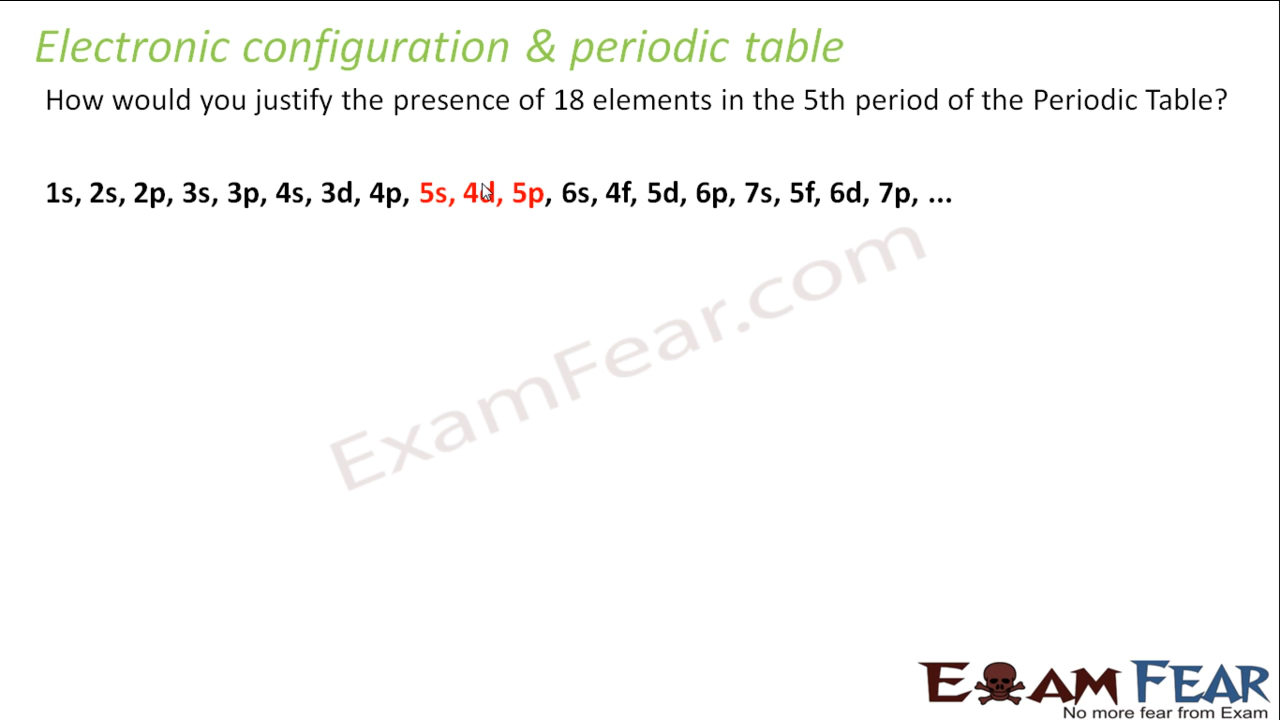 Electronic configuration & periodic table
How would you justify the presence of 18 elements in the 5th period of the Periodic Table?
1s, 2s, 2p, 3s, 3p, 4s, 3d, 4p, 5s, 4d, 5p, 6s, 4f, 5d, 6p, 7s, 5f, 6d, 7p, ...
ExamFear.com
EXAM FEAR
No more fear from Exam